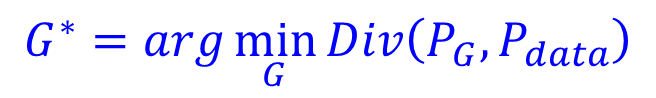 G* = arg min_G Div(P_G, P_data)